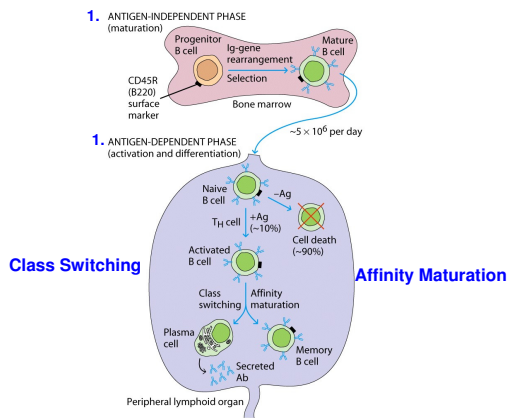 1. ANTIGEN-INDEPENDENT PHASE
(maturation)
Progenitor
B cell
Ig-gene
rearrangement
Selection
Mature
B cell
CD45R
(B220)
surface
marker
Bone marrow
~5 × 10⁶ per day
1. ANTIGEN-DEPENDENT PHASE
(activation and differentiation)
Naive
B cell
–Ag
TH cell
+Ag
(~10%)
Cell death
(~90%)
Activated
B cell
Class Switching
Affinity Maturation
Class
switching
Affinity
maturation
Plasma
cell
Memory
B cell
Secreted
Ab
Peripheral lymphoid organ